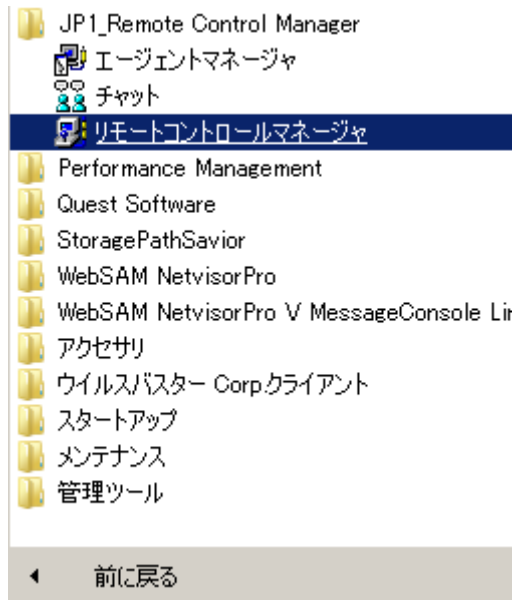 JP1_Remote Control Manager
エージェントマネージャ
チャット
リモートコントロールマネージャ
Performance Management
Quest Software
StoragePathSavior
WebSAM NetvisorPro
WebSAM NetvisorPro V MessageConsole
アクセサリ
ウイルスバスター Corp.クライアント
スタートアップ
メンテナンス
管理ツール
前に戻る